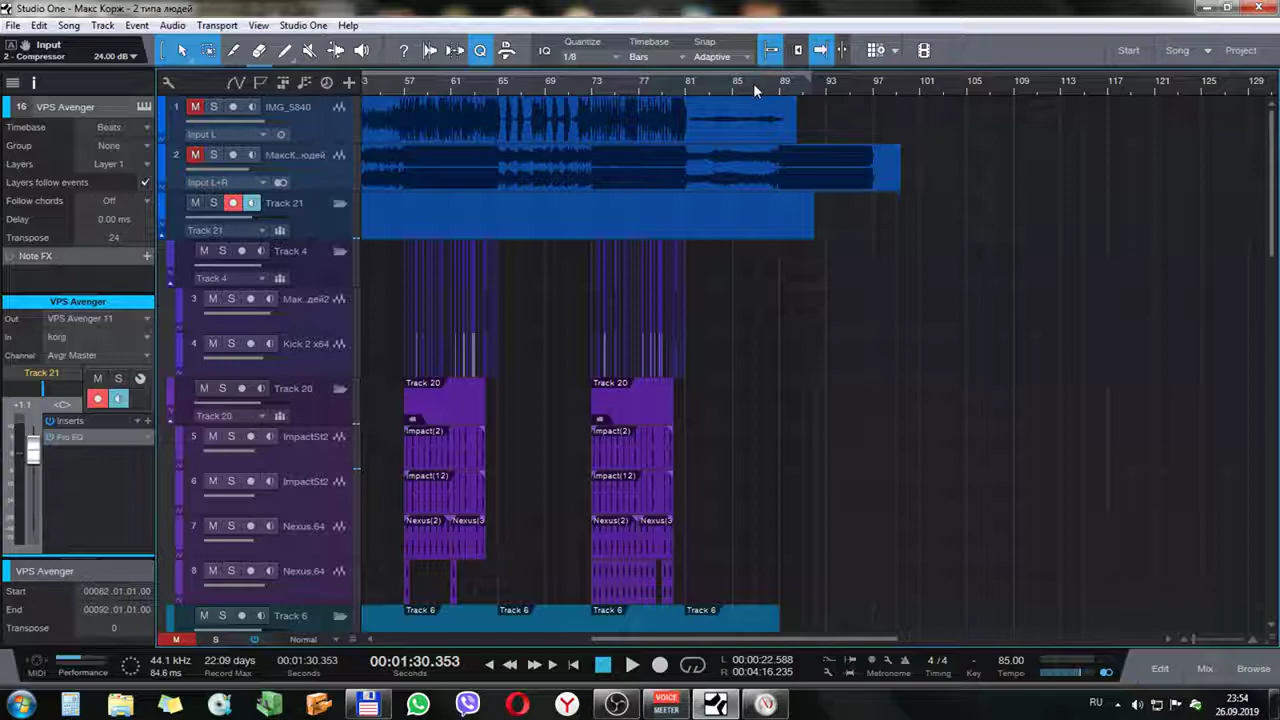 Studio One - Макс Корж - 2 типа людей
File Edit Song Track Event Audio Transport View Studio One Help
Input
2 - Compressor 24.00 dB
IQ Quantize 1/8 Timebase Bars Snap Adaptive
Start Song Project
3 57 61 65 69 73 77 81 85 89 93 97 101 105 109 113 117 121 125 129 131
16 VPS Avenger
Timebase Beats
Group None
Layers Layer 1
Layers follow events
Follow chords Off
Delay 0.00 ms
Transpose 24
Note FX
VPS Avenger
Out VPS Avenger 11
In korg
Channel Avgr Master
Track 21
M S
+1.1 <C>
Inserts
Pro EQ
VPS Avenger
Start 00082.01.01.00
End 00092.01.01.00
Transpose 0
1 M S IMG_5840
Input L
2 M S МаксК_юдей
Input L+R
M S Track 21
Track 21
M S Track 4
Track 4
3 M S Мак..дей2
4 M S Kick 2 x64
M S Track 20
Track 20
5 M S ImpactSt2
6 M S ImpactSt2
7 M S Nexus.64
8 M S Nexus.64
M S Track 6
M S Normal
Track 20 Track 20
Impact(2) Impact(2)
Impact(12) Impact(12)
Nexus(2) Nexus(3 Nexus(2) Nexus(3
Track 6 Track 6 Track 6 Track 6
MIDI Performance
44.1 kHz
84.6 ms
22:09 days
Record Max
00:01:30.353
Seconds
00:01:30.353
Seconds
L 00:00:22.588
R 00:04:16.235
Metronome
4 / 4
Timing
-
Key
85.00
Tempo
Edit Mix Browse
VOICE MEETER
RU
23:54
26.09.2019